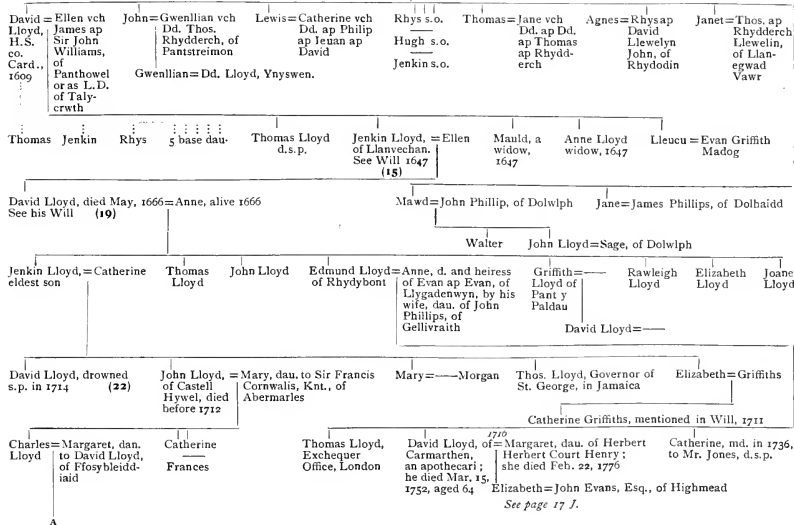 David = Ellen vch
Lloyd, James ap
H.S. Sir John
co. Williams,
Card., of
1609 Panthowel
or as L.D.
of Taly-
crwth
John = Gwenllian vch
Dd. Thos.
Rhydderch, of
Pantstreimon
Gwenllian = Dd. Lloyd, Ynyswen.
Lewis = Catherine vch
Dd. ap Philip
ap Ieuan ap
David
Rhys s.o.
Hugh s.o.
Jenkin s.o.
Thomas = Jane vch
Dd. ap Dd.
ap Thomas
ap Rhydd-
erch
Agnes = Rhys ap
David
Llewelyn
John, of
Rhydodin
Janet = Thos. ap
Rhydderch
Llewelin,
of Llan-
egwad
Vawr
Thomas Jenkin Rhys 5 base dau.
Thomas Lloyd
d.s.p.
Jenkin Lloyd, = Ellen
of Llanvechan.
See Will 1647
(15)
Mauld, a
widow,
1647
Anne Lloyd
widow, 1647
Lleucu = Evan Griffith
Madog
David Lloyd, died May, 1666 = Anne, alive 1666
See his Will (19)
Mawd = John Phillip, of Dolwlph
Jane = James Phillips, of Dolhaidd
Walter John Lloyd = Sage, of Dolwlph
Jenkin Lloyd, = Catherine
eldest son
Thomas
Lloyd
John Lloyd
Edmund Lloyd = Anne, d. and heiress
of Rhydybont of Evan ap Evan, of
Llygadenwyn, by his
wife, dau. of John
Phillips, of
Gellivraith
Griffith = ——
Lloyd of
Pant y
Paldau
David Lloyd = ——
Rawleigh
Lloyd
Elizabeth
Lloyd
Joane
Lloyd
David Lloyd, drowned
s.p. in 1714 (22)
John Lloyd, = Mary, dau. to Sir Francis
of Castell Cornwalis, Knt., of
Hywel, died Abermarles
before 1712
Mary = —— Morgan
Thos. Lloyd, Governor of
St. George, in Jamaica
Elizabeth = Griffiths
Catherine Griffiths, mentioned in Will, 1711
Charles = Margaret, dan.
Lloyd to David Lloyd,
of Ffosybleidd-
iaid
A
Catherine
Frances
Thomas Lloyd,
Exchequer
Office, London
1716
David Lloyd, of = Margaret, dau. of Herbert
Carmarthen, Herbert Court Henry;
an apothecari; she died Feh. 22, 1776
he died Mar. 15,
1752, aged 64
Elizabeth = John Evans, Esq., of Highmead
See page 17 J.
Catherine, md. in 1736,
to Mr. Jones, d.s.p.